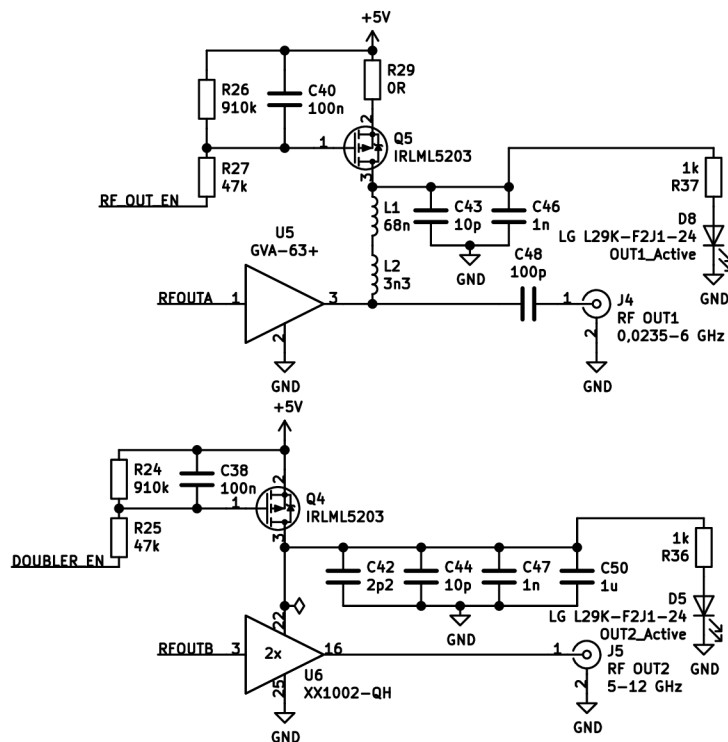 +5V
R26
910k
C40
100n
R29
0R
2
1
Q5
IRLML5203
3
R27
47k
RF_OUT_EN
L1
68n
C43
10p
C46
1n
1k
R37
D8
LG L29K-F2J1-24
OUT1_Active
GND
U5
GVA-63+
GND
L2
3n3
C48
100p
RFOUTA
1
3
2
GND
1
J4
RF OUT1
0,0235-6 GHz
2
GND
+5V
R24
910k
C38
100n
2
1
Q4
IRLML5203
3
R25
47k
DOUBLER_EN
C42
2p2
C44
10p
C47
1n
C50
1u
GND
1k
R36
D5
LG L29K-F2J1-24
OUT2_Active
GND
22
RFOUTB
3
2x
16
25
U6
XX1002-QH
GND
1
J5
RF OUT2
5-12 GHz
2
GND